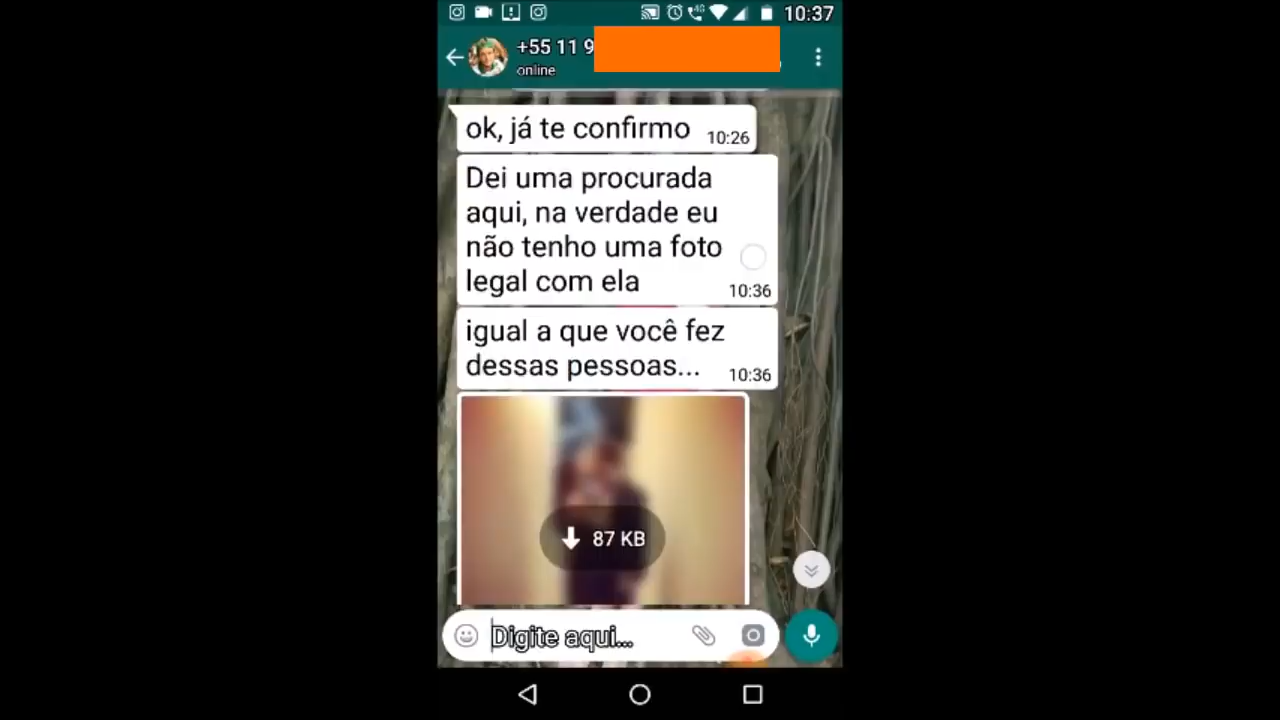 10:37
+55 11 9
online
ok, já te confirmo
10:26
Dei uma procurada
aqui, na verdade eu
não tenho uma foto
legal com ela
10:36
igual a que você fez
dessas pessoas...
10:36
87 KB
Digite aqui...